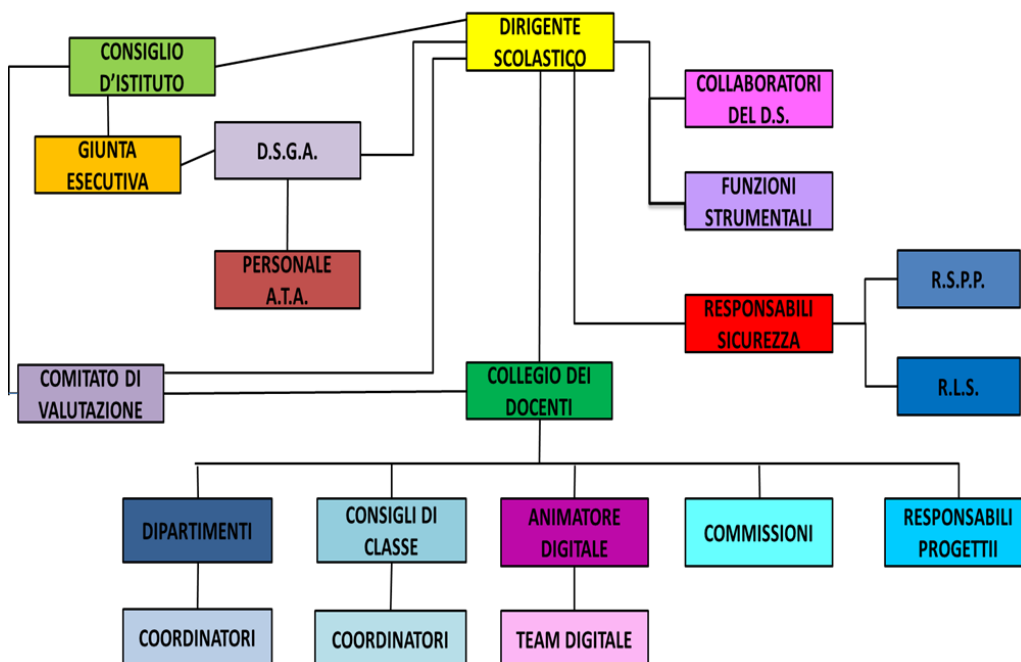 DIRIGENTE
SCOLASTICO
CONSIGLIO
D'ISTITUTO
COLLABORATORI
DEL D.S.
GIUNTA
ESECUTIVA
D.S.G.A.
FUNZIONI
STRUMENTALI
PERSONALE
A.T.A.
R.S.P.P.
RESPONSABILI
SICUREZZA
COMITATO DI
VALUTAZIONE
COLLEGIO DEI
DOCENTI
R.L.S.
DIPARTIMENTI
CONSIGLI DI
CLASSE
ANIMATORE
DIGITALE
COMMISSIONI
RESPONSABILI
PROGETTII
COORDINATORI
COORDINATORI
TEAM DIGITALE